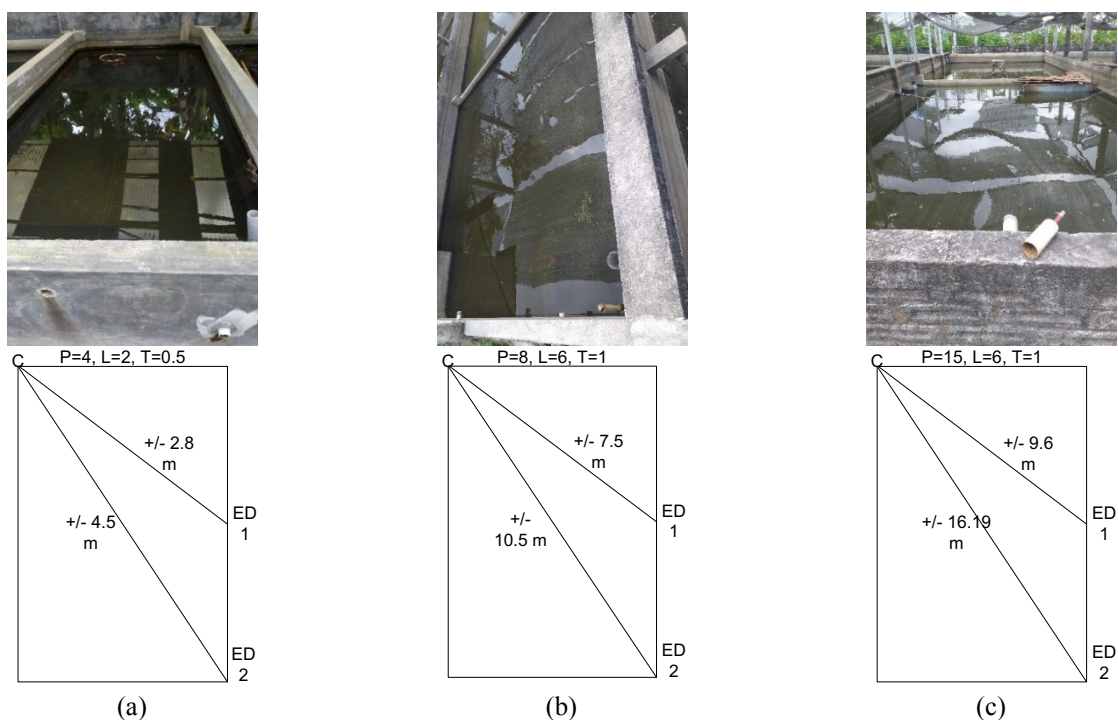 P=4, L=2, T=0.5
C
+/- 2.8
m
+/- 4.5
m
ED
1
ED
2
(a)
P=8, L=6, T=1
C
+/- 7.5
m
+/-
10.5 m
ED
1
ED
2
(b)
P=15, L=6, T=1
C
+/- 9.6
m
+/- 16.19
m
ED
1
ED
2
(c)